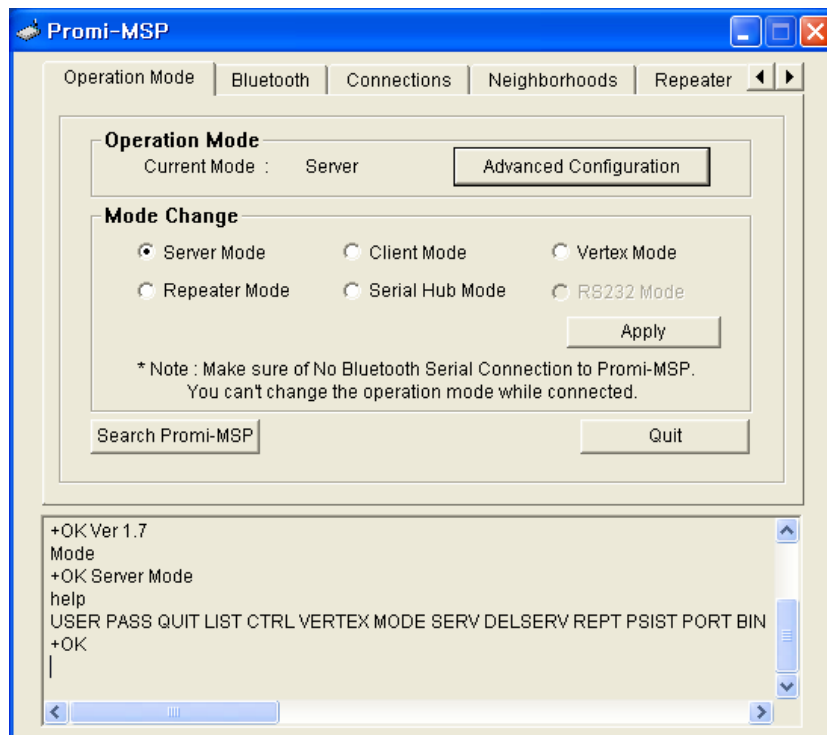 Promi-MSP
Operation Mode Bluetooth Connections Neighborhoods Repeater
Operation Mode
Current Mode : Server Advanced Configuration
Mode Change
Server Mode Client Mode Vertex Mode
Repeater Mode Serial Hub Mode RS232 Mode
Apply
* Note : Make sure of No Bluetooth Serial Connection to Promi-MSP.
You can't change the operation mode while connected.
Search Promi-MSP Quit
+OK Ver 1.7
Mode
+OK Server Mode
help
USER PASS QUIT LIST CTRL VERTEX MODE SERV DELSERV REPT PSIST PORT BIN
+OK